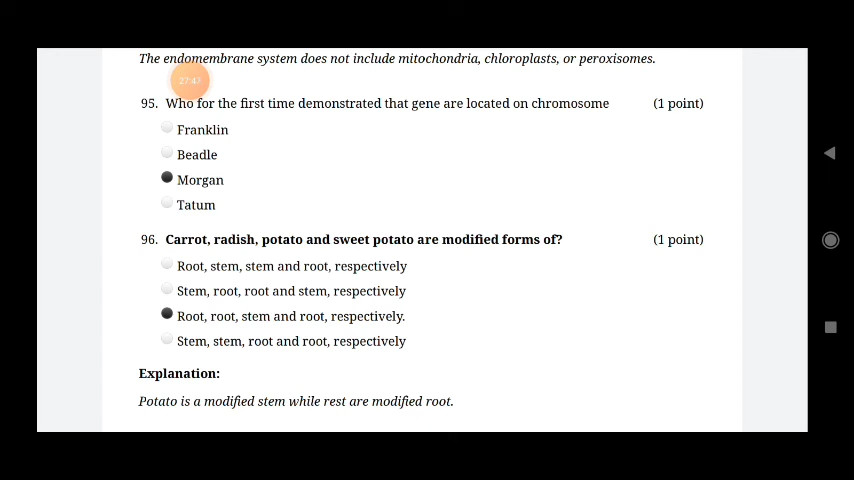 The endomembrane system does not include mitochondria, chloroplasts, or peroxisomes.
27:47
95. Who for the first time demonstrated that gene are located on chromosome (1 point)
Franklin
Beadle
Morgan
Tatum
96. Carrot, radish, potato and sweet potato are modified forms of? (1 point)
Root, stem, stem and root, respectively
Stem, root, root and stem, respectively
Root, root, stem and root, respectively.
Stem, stem, root and root, respectively
Explanation:
Potato is a modified stem while rest are modified root.